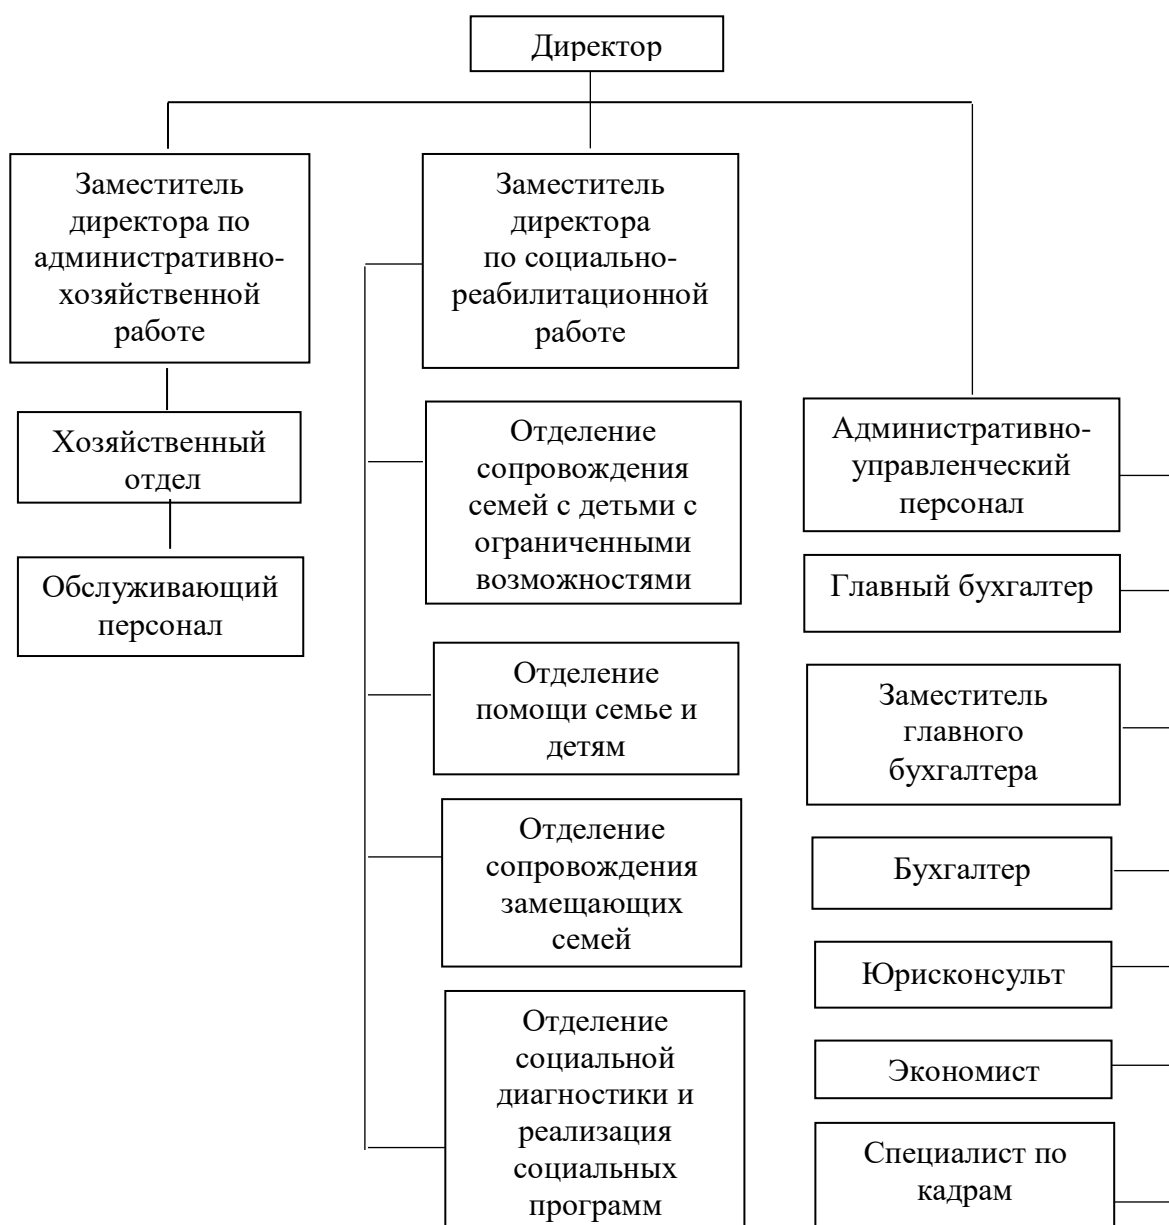 Директор
Заместитель
директора по
административно-
хозяйственной
работе
Хозяйственный
отдел
Обслуживающий
персонал
Заместитель
директора
по социально-
реабилитационной
работе
Отделение
сопровождения
семей с детьми с
ограниченными
возможностями
Отделение
помощи семье и
детям
Отделение
сопровождения
замещающих
семей
Отделение
социальной
диагностики и
реализация
социальных
программ
Административно-
управленческий
персонал
Главный бухгалтер
Заместитель
главного
бухгалтера
Бухгалтер
Юрисконсульт
Экономист
Специалист по
кадрам